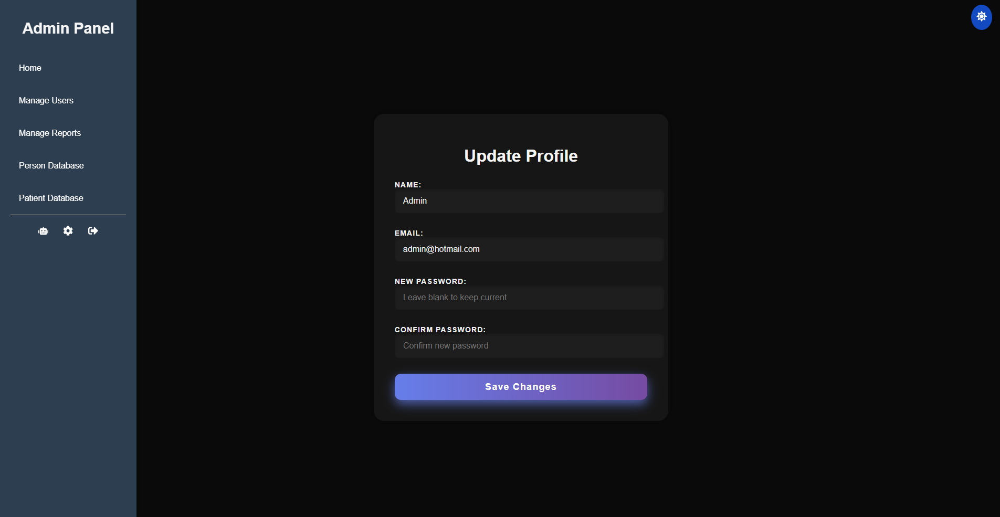 Admin Panel
Home
Manage Users
Manage Reports
Person Database
Patient Database
Update Profile
NAME:
Admin
EMAIL:
admin@hotmail.com
NEW PASSWORD:
Leave blank to keep current
CONFIRM PASSWORD:
Confirm new password
Save Changes